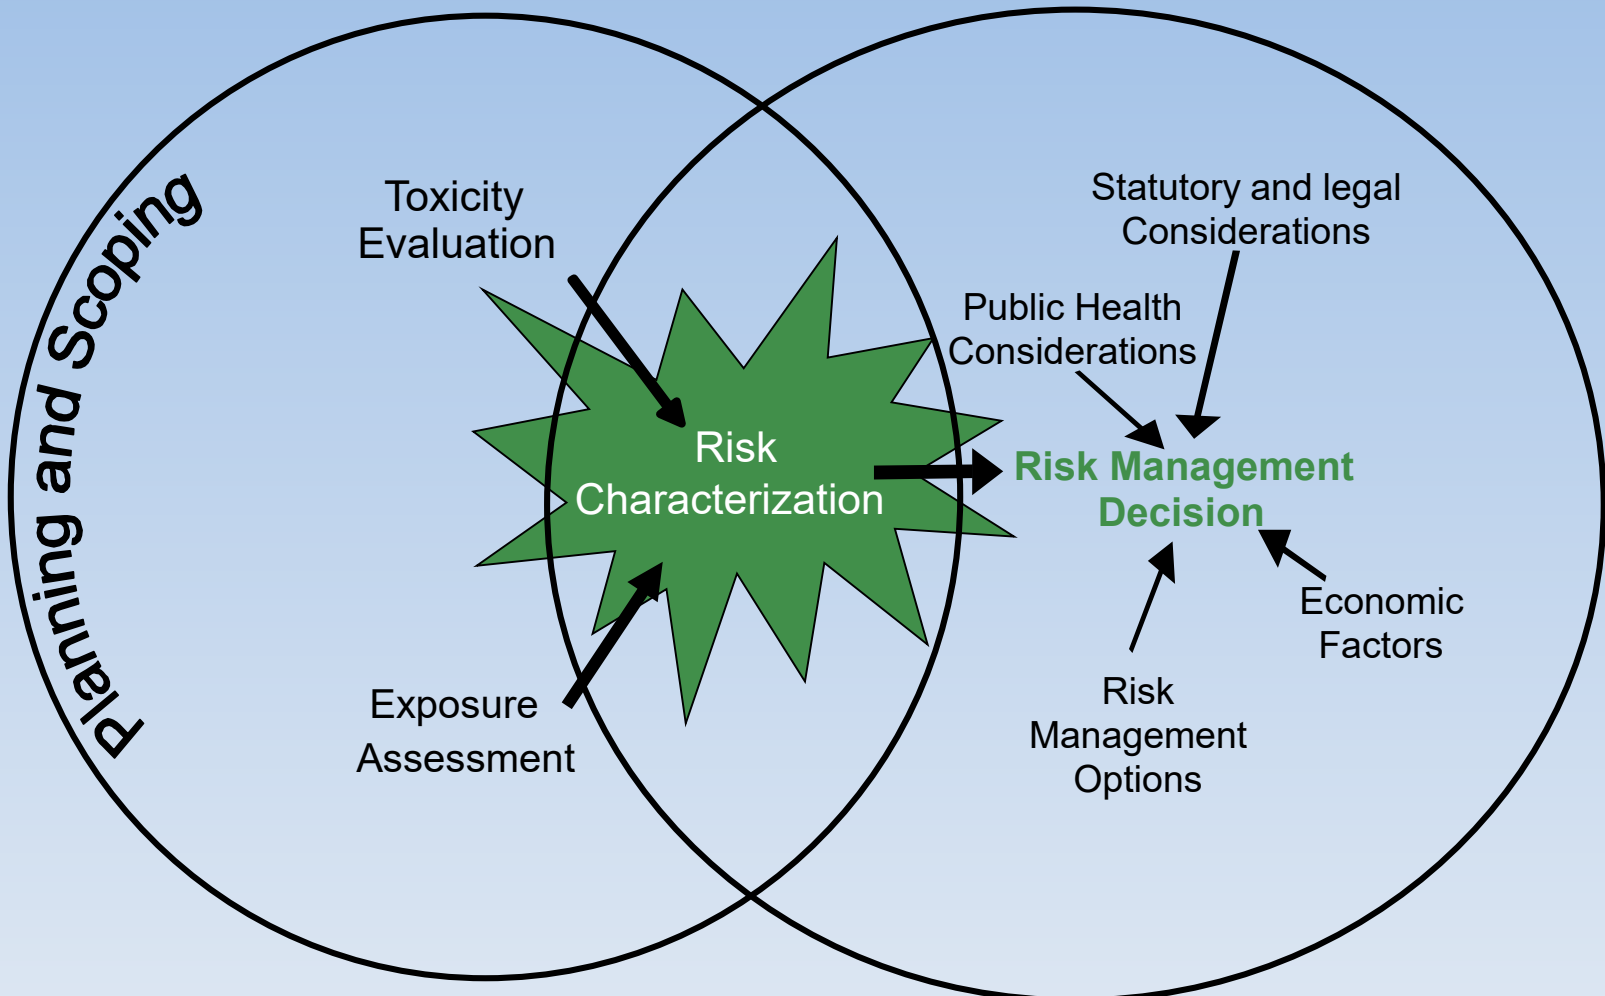 Planning and Scoping
Toxicity
Evaluation
Exposure
Assessment
Risk
Characterization
Statutory and legal
Considerations
Public Health
Considerations
Risk Management
Decision
Economic
Factors
Risk
Management
Options